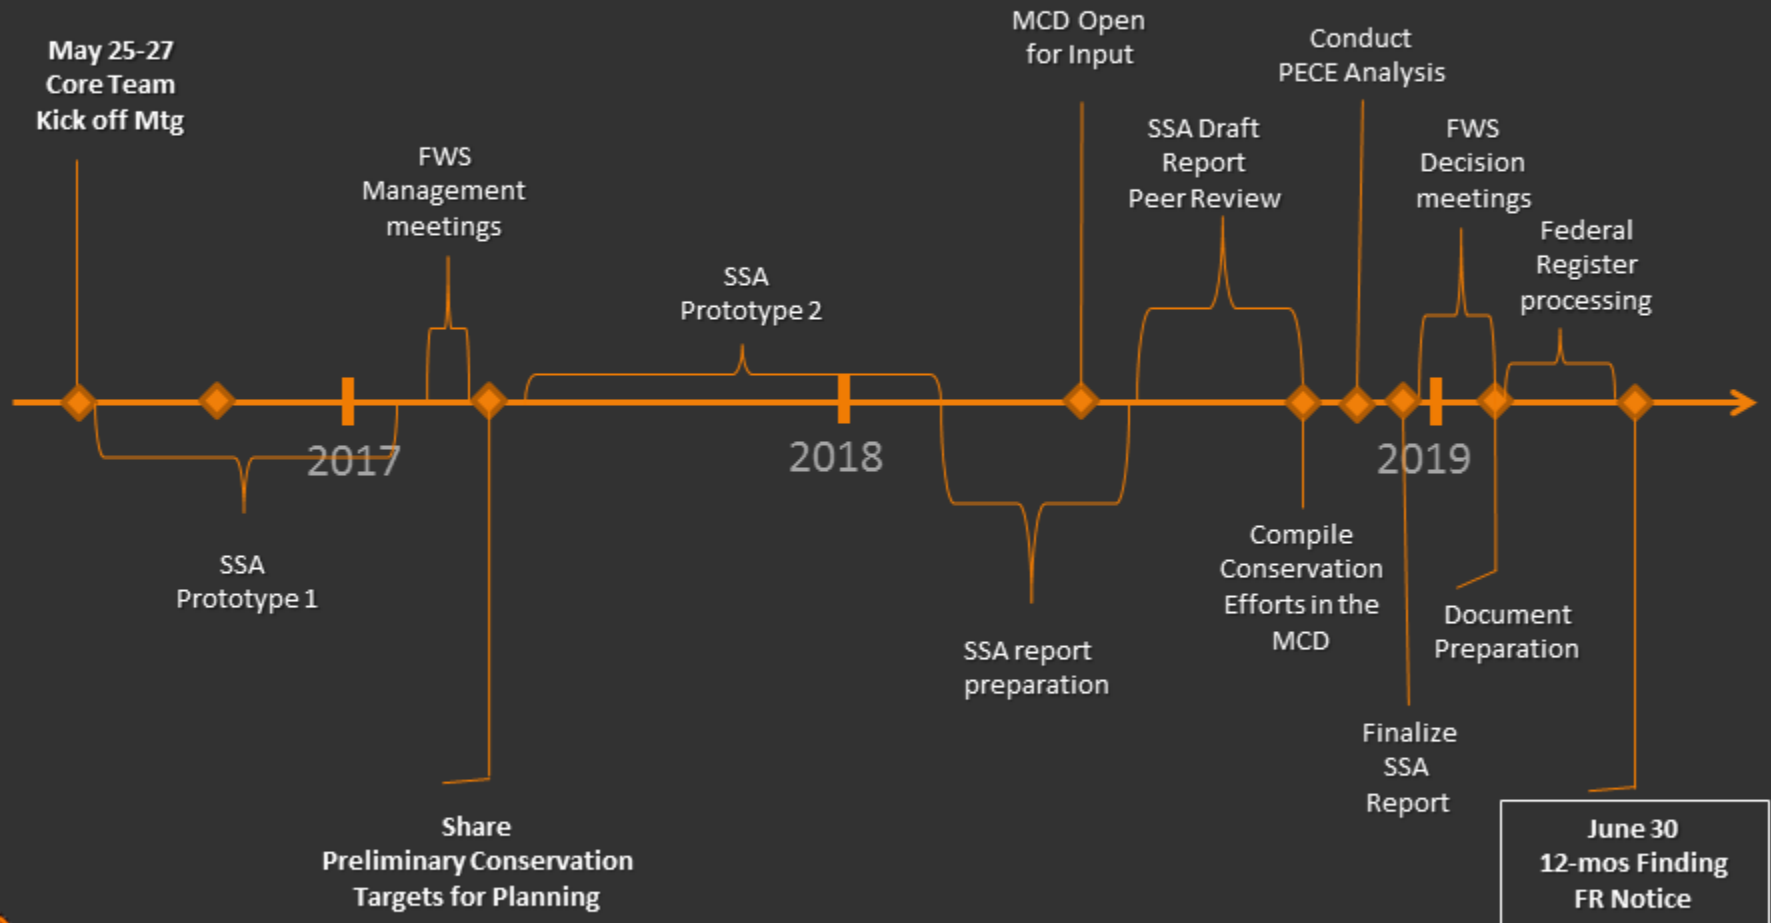 May 25-27
Core Team
Kick off Mtg
FWS
Management
meetings
SSA
Prototype 2
MCD Open
for Input
SSA Draft
Report
Peer Review
Conduct
PECE Analysis
FWS
Decision
meetings
Federal
Register
processing
2017
2018
2019
SSA
Prototype 1
Share
Preliminary Conservation
Targets for Planning
SSA report
preparation
Compile
Conservation
Efforts in the
MCD
Finalize
SSA
Report
Document
Preparation
June 30
12-mos Finding
FR Notice